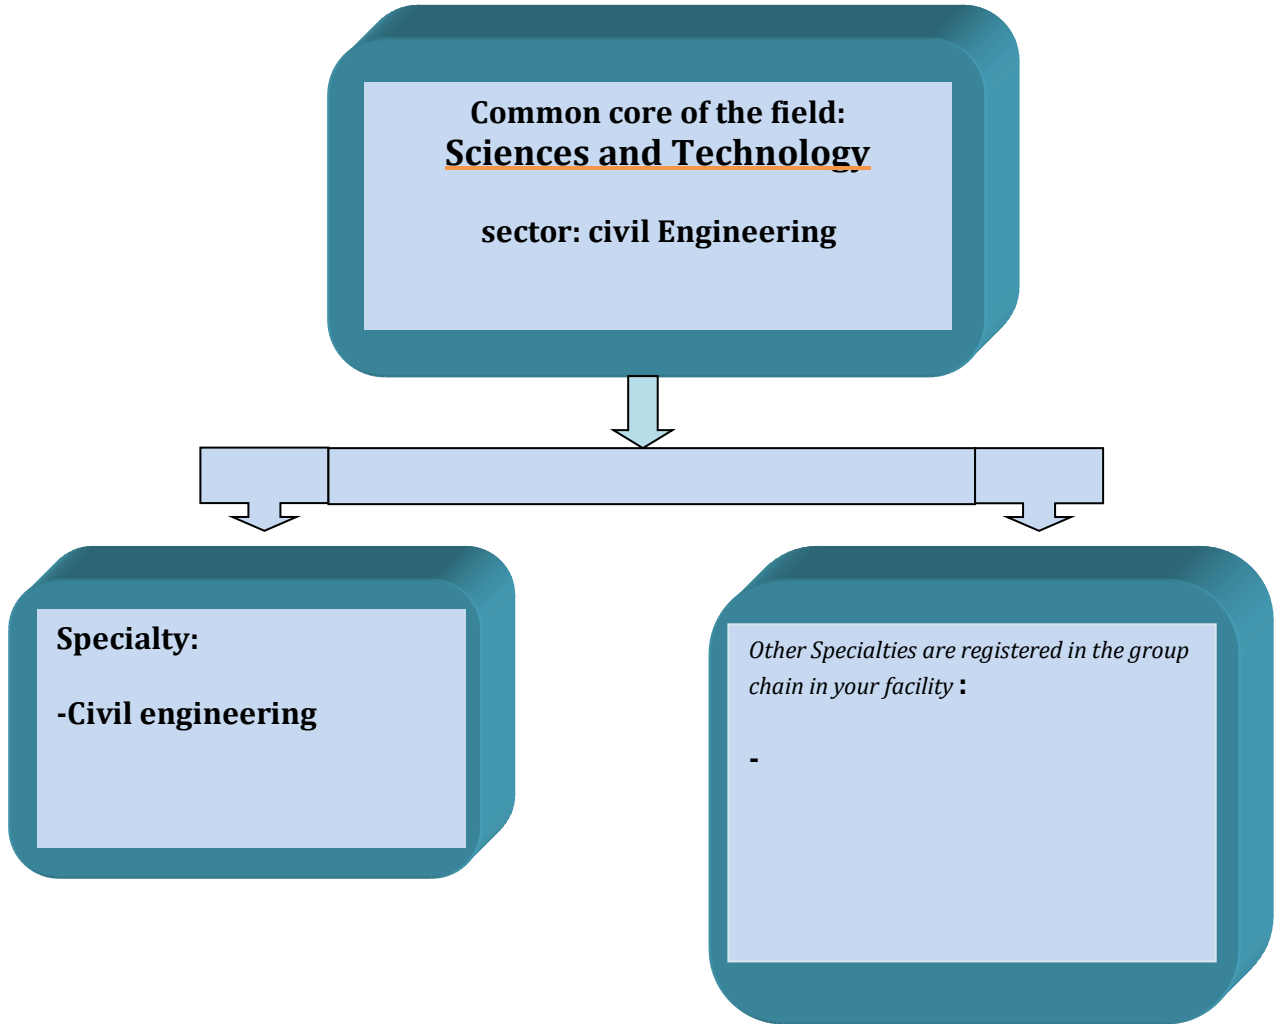 Common core of the field:
Sciences and Technology
sector: civil Engineering
Specialty:
-Civil engineering
Other Specialties are registered in the group
chain in your facility :
-